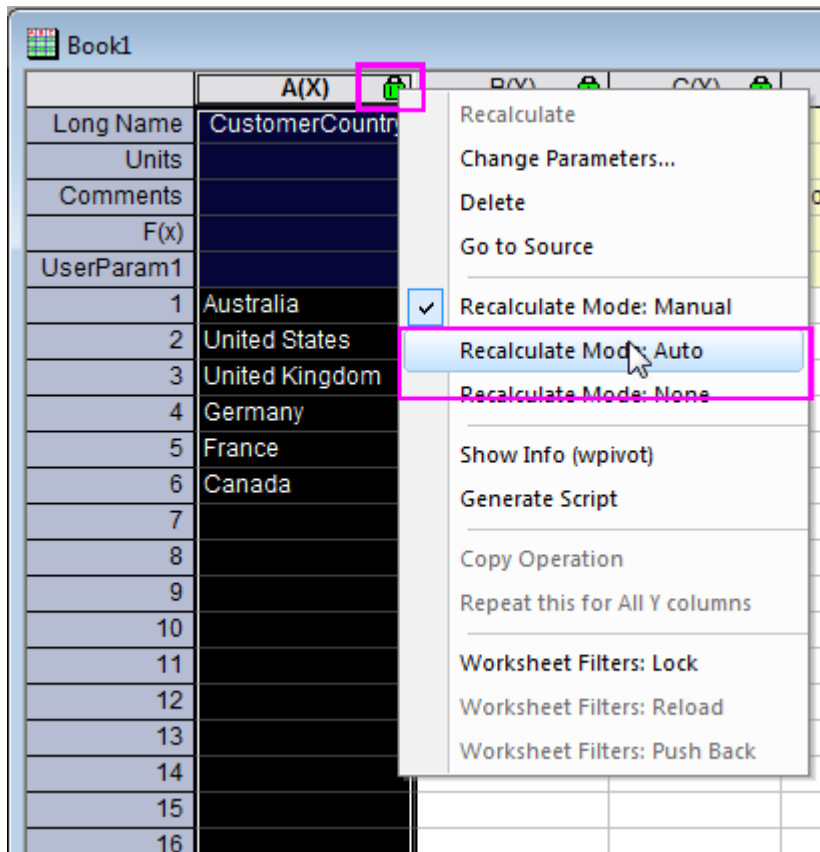 Book1
A(X) B(Y) C(Y)
Long Name CustomerCountry
Units
Comments
F(x)
UserParam1
1 Australia
2 United States
3 United Kingdom
4 Germany
5 France
6 Canada
7
8
9
10
11
12
13
14
15
16
Recalculate
Change Parameters...
Delete
Go to Source
Recalculate Mode: Manual
Recalculate Mode: Auto
Recalculate Mode: None
Show Info (wpivot)
Generate Script
Copy Operation
Repeat this for All Y columns
Worksheet Filters: Lock
Worksheet Filters: Reload
Worksheet Filters: Push Back